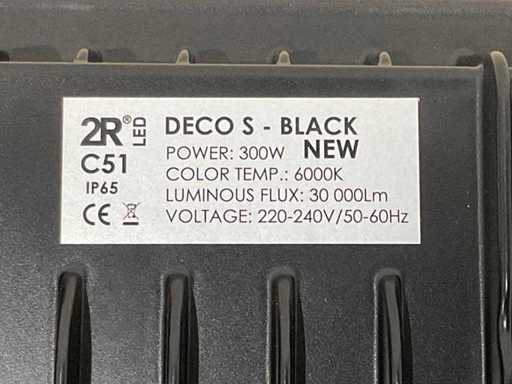 2R® LED
C51
IP65
CE
DECO S - BLACK
POWER: 300W NEW
COLOR TEMP.: 6000K
LUMINOUS FLUX: 30 000Lm
VOLTAGE: 220-240V/50-60Hz